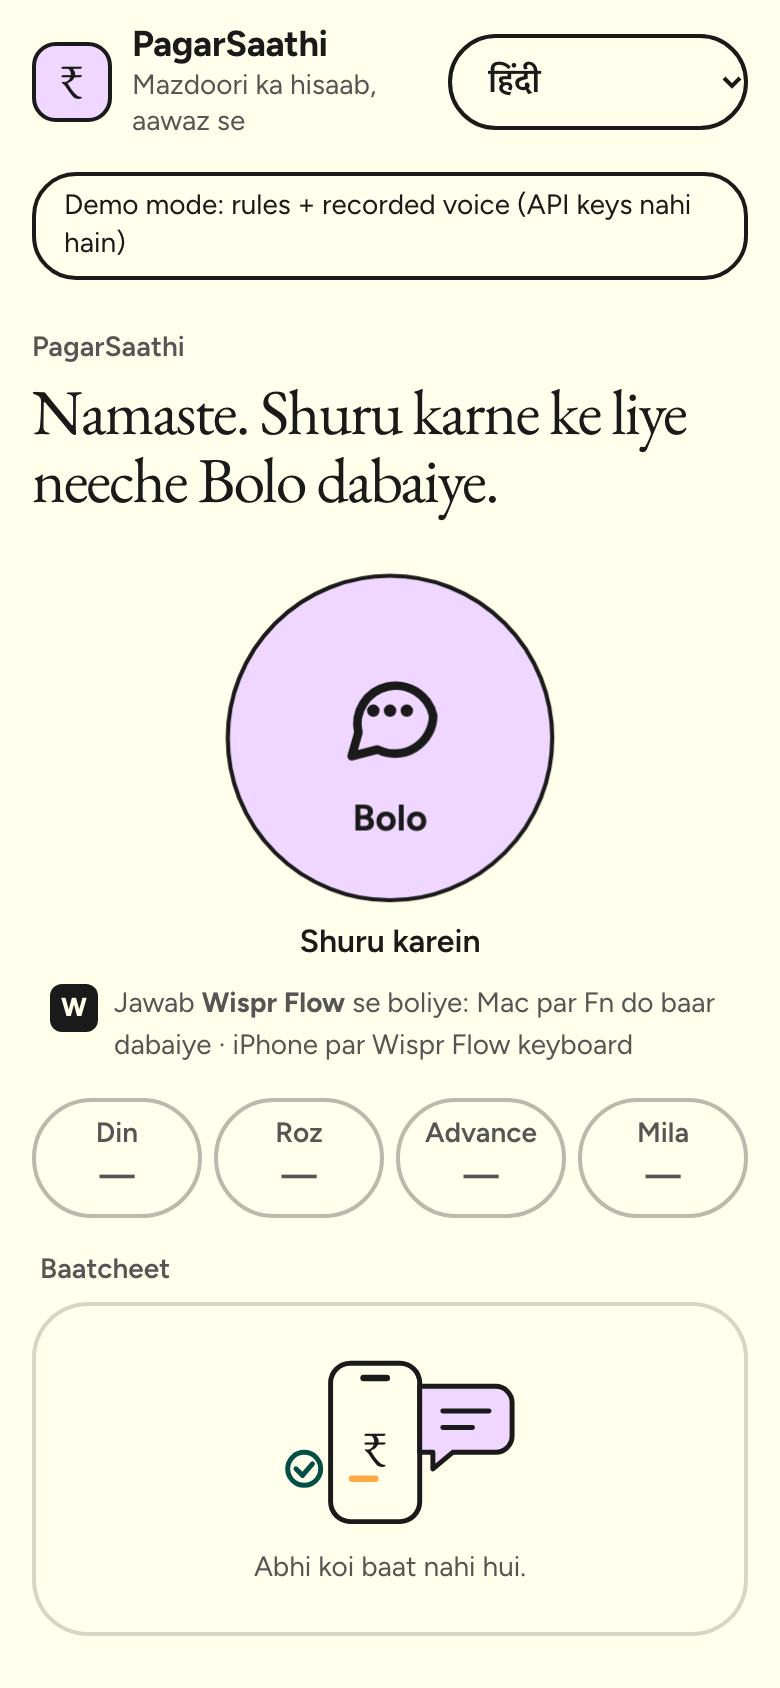 ₹
PagarSaathi
Mazdoori ka hisaab,
aawaz se
हिंदी
Demo mode: rules + recorded voice (API keys nahi
hain)
PagarSaathi
Namaste. Shuru karne ke liye
neeche Bolo dabaiye.
Bolo
Shuru karein
W
Jawab Wispr Flow se boliye: Mac par Fn do baar
dabaiye · iPhone par Wispr Flow keyboard
Din
—
Roz
—
Advance
—
Mila
—
Baatcheet
₹
Abhi koi baat nahi hui.